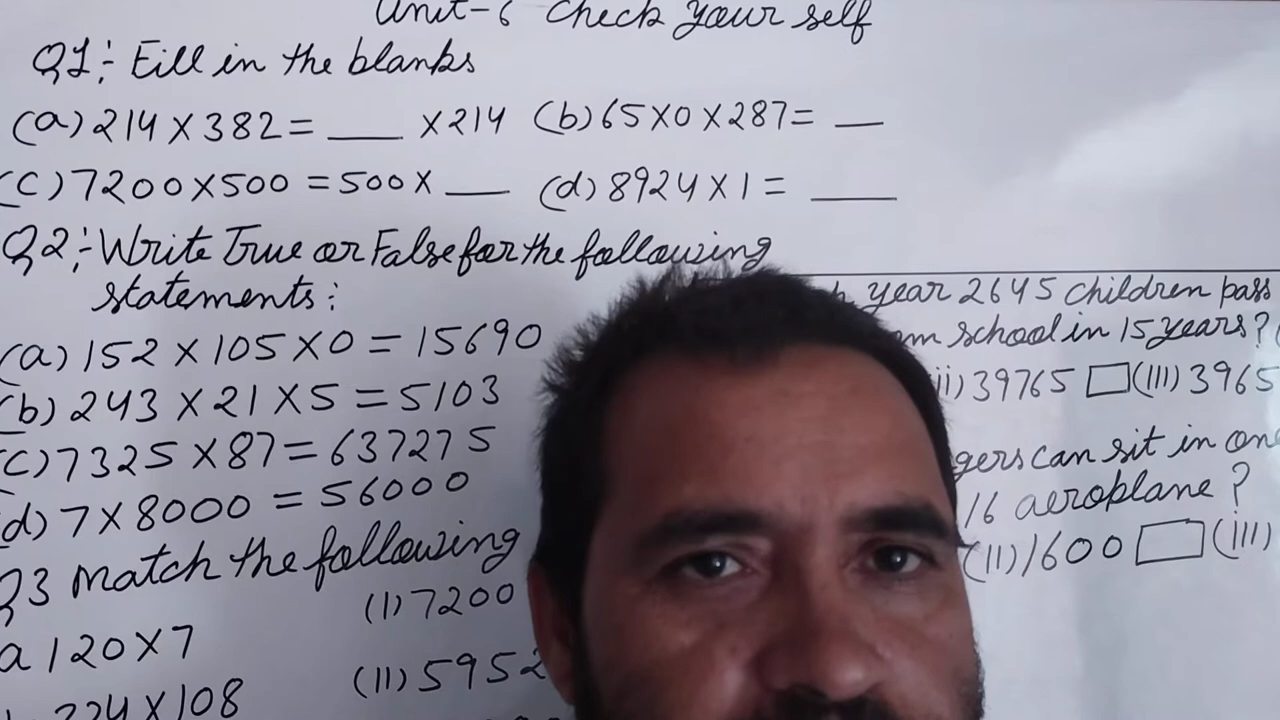 Unit-6 Check Your self
Q1:- Fill in the blanks
(a) 214 X 382 = ___ X 214 (b) 65 X 0 X 287 = __
(C) 7200 X 500 = 500 X ___ (d) 8924 X 1 = ____
Q2:- Write True or False for the following
statements:
(a) 152 X 105 X 0 = 15690
(b) 243 X 21 X 5 = 5103
(C) 7325 X 87 = 637275
(d) 7 X 8000 = 56000
Q3 Match the following
(I) 7200
a 120 X 7
(II) 5952
224 X 108
year 2645 children pass
school in 15 years?
ii) 39765 (III) 3965
can sit in one
16 aeroplane?
(II) 1600 (III)